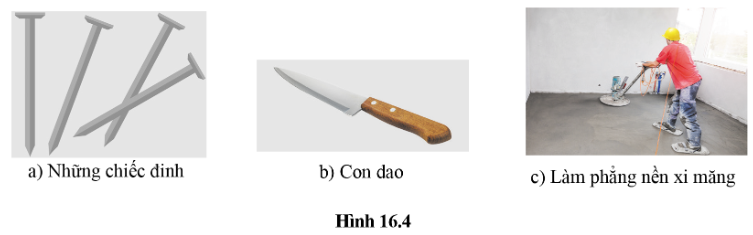 a) Những chiếc đinh
b) Con dao
c) Làm phẳng nền xi măng
Hình 16.4